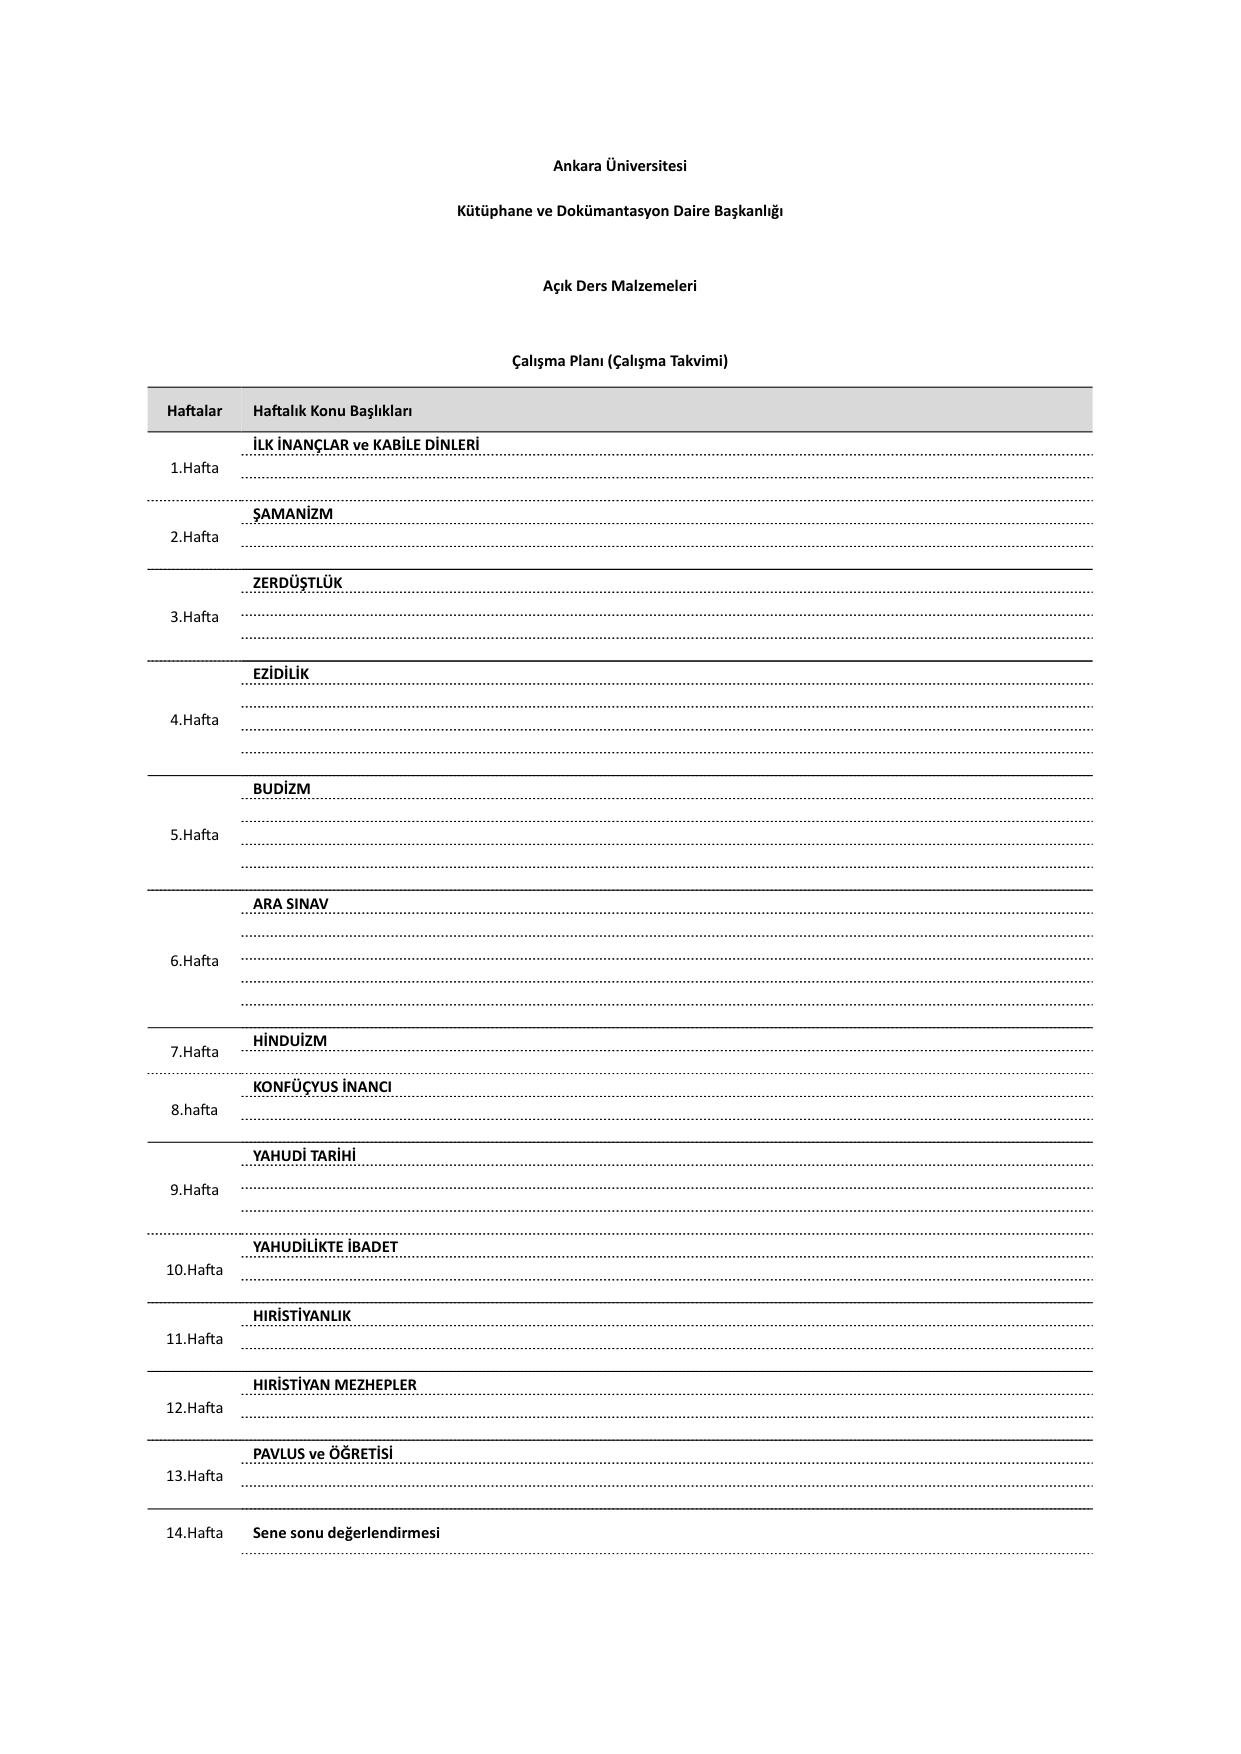 Ankara Üniversitesi
Kütüphane ve Dokümantasyon Daire Başkanlığı
Açık Ders Malzemeleri
Çalışma Planı (Çalışma Takvimi)
Haftalar Haftalık Konu Başlıkları
1.Hafta İLK İNANÇLAR ve KABİLE DİNLERİ
2.Hafta ŞAMANİZM
3.Hafta ZERDÜŞTLÜK
4.Hafta EZİDİLİK
5.Hafta BUDİZM
6.Hafta ARA SINAV
7.Hafta HİNDUİZM
8.hafta KONFÜÇYUS İNANCI
9.Hafta YAHUDİ TARİHİ
10.Hafta YAHUDİLİKTE İBADET
11.Hafta HIRİSTİYANLIK
12.Hafta HIRİSTİYAN MEZHEPLER
13.Hafta PAVLUS ve ÖĞRETİSİ
14.Hafta Sene sonu değerlendirmesi